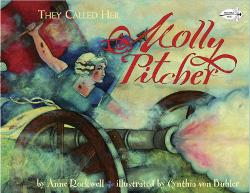 THEY CALLED HER
Molly
Pitcher
by Anne Rockwell • illustrated by Cynthia von Buhler